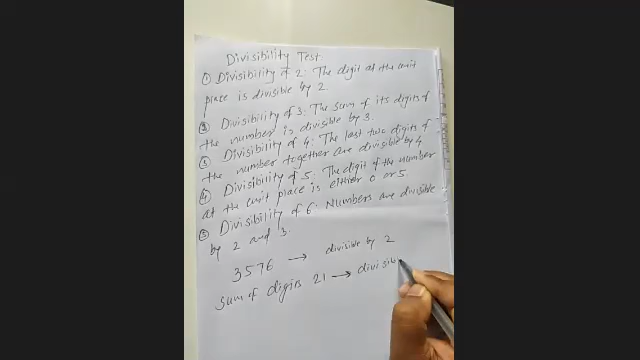 Divisibility Test
① Divisibility of 2: The digit at the unit
place is divisible by 2.
② Divisibility of 3: The sum of its digits of
the number is divisible by 3.
③ Divisibility of 4: The last two digits of
the number together are divisible by 4
④ Divisibility of 5: The digit of the number
at the unit place is either 0 or 5.
⑤ Divisibility of 6: Numbers are divisible
by 2 and 3.
3576 → divisible by 2
sum of digits 21 → divisib